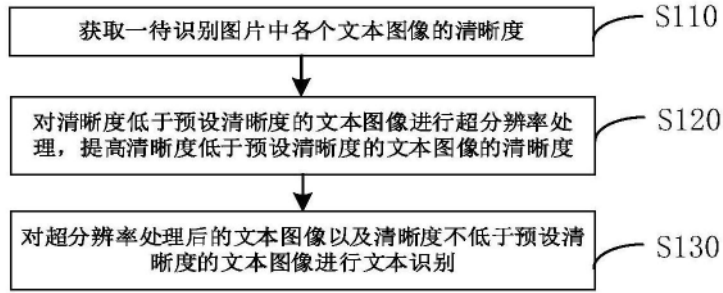 获取一待识别图片中各个文本图像的清晰度
S110
对清晰度低于预设清晰度的文本图像进行超分辨率处
理，提高清晰度低于预设清晰度的文本图像的清晰度
S120
对超分辨率处理后的文本图像以及清晰度不低于预设清
晰度的文本图像进行文本识别
S130